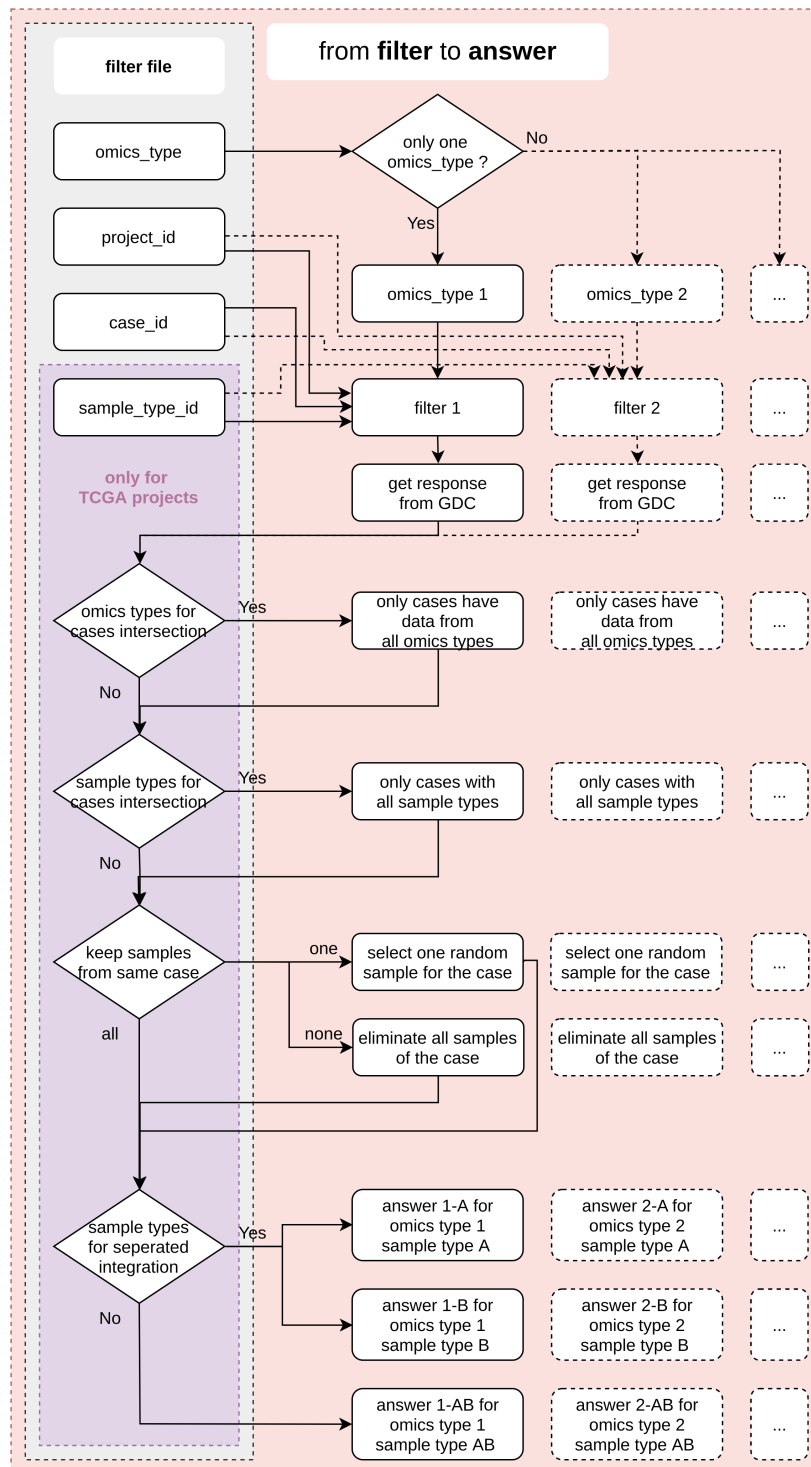 filter file
from filter to answer
omics_type
only one
omics_type ?
No
Yes
project_id
case_id
omics_type 1
omics_type 2
...
sample_type_id
filter 1
filter 2
...
only for
TCGA projects
get response
from GDC
get response
from GDC
...
omics types for
cases intersection
Yes
only cases have
data from
all omics types
only cases have
data from
all omics types
...
No
sample types for
cases intersection
Yes
only cases with
all sample types
only cases with
all sample types
...
No
keep samples
from same case
one
select one random
sample for the case
select one random
sample for the case
...
all
none
eliminate all samples
of the case
eliminate all samples
of the case
...
sample types
for seperated
integration
Yes
answer 1-A for
omics type 1
sample type A
answer 2-A for
omics type 2
sample type A
...
No
answer 1-B for
omics type 1
sample type B
answer 2-B for
omics type 2
sample type B
...
answer 1-AB for
omics type 1
sample type AB
answer 2-AB for
omics type 2
sample type AB
...